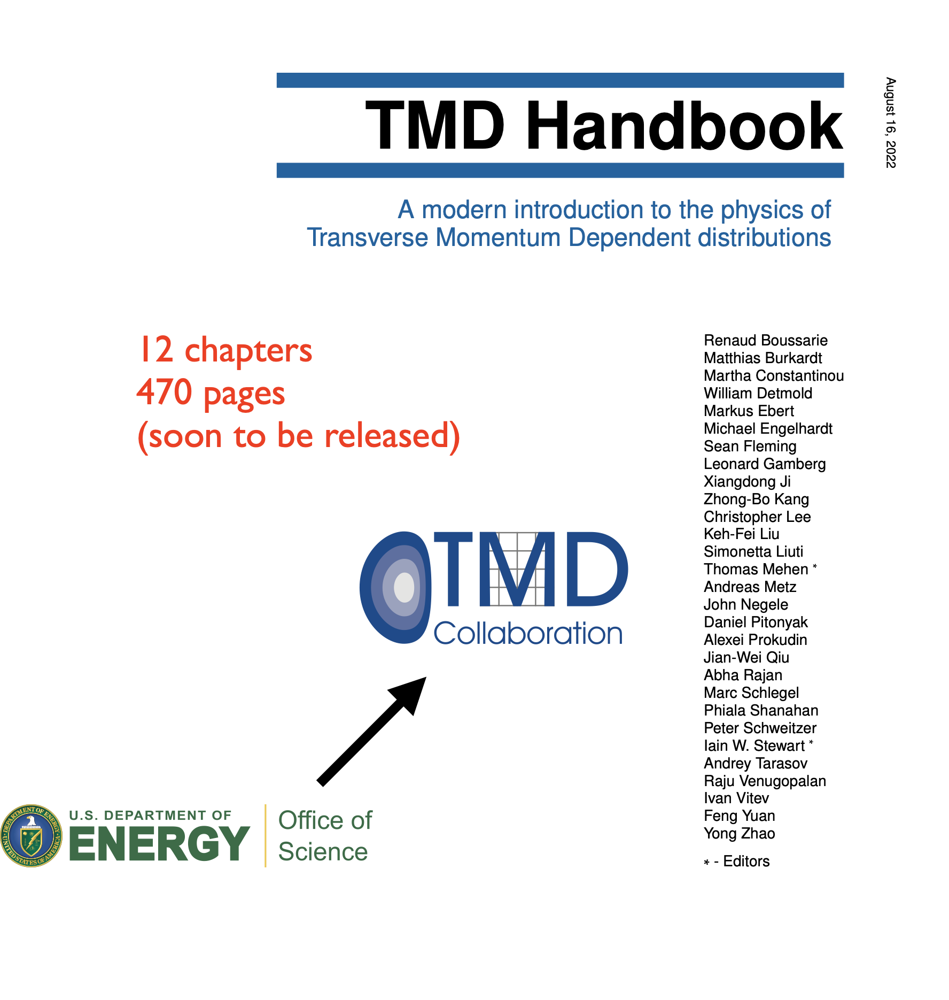 August 16, 2022
TMD Handbook
A modern introduction to the physics of
Transverse Momentum Dependent distributions
12 chapters
470 pages
(soon to be released)
Renaud Boussarie
Matthias Burkardt
Martha Constantinou
William Detmold
Markus Ebert
Michael Engelhardt
Sean Fleming
Leonard Gamberg
Xiangdong Ji
Zhong-Bo Kang
Christopher Lee
Keh-Fei Liu
Simonetta Liuti
Thomas Mehen *
Andreas Metz
John Negele
Daniel Pitonyak
Alexei Prokudin
Jian-Wei Qiu
Abha Rajan
Marc Schlegel
Phiala Shanahan
Peter Schweitzer
Iain W. Stewart *
Andrey Tarasov
Raju Venugopalan
Ivan Vitev
Feng Yuan
Yong Zhao
* - Editors
TMD
Collaboration
DEPARTMENT OF ENERGY
UNITED STATES OF AMERICA
U.S. DEPARTMENT OF
ENERGY
Office of
Science